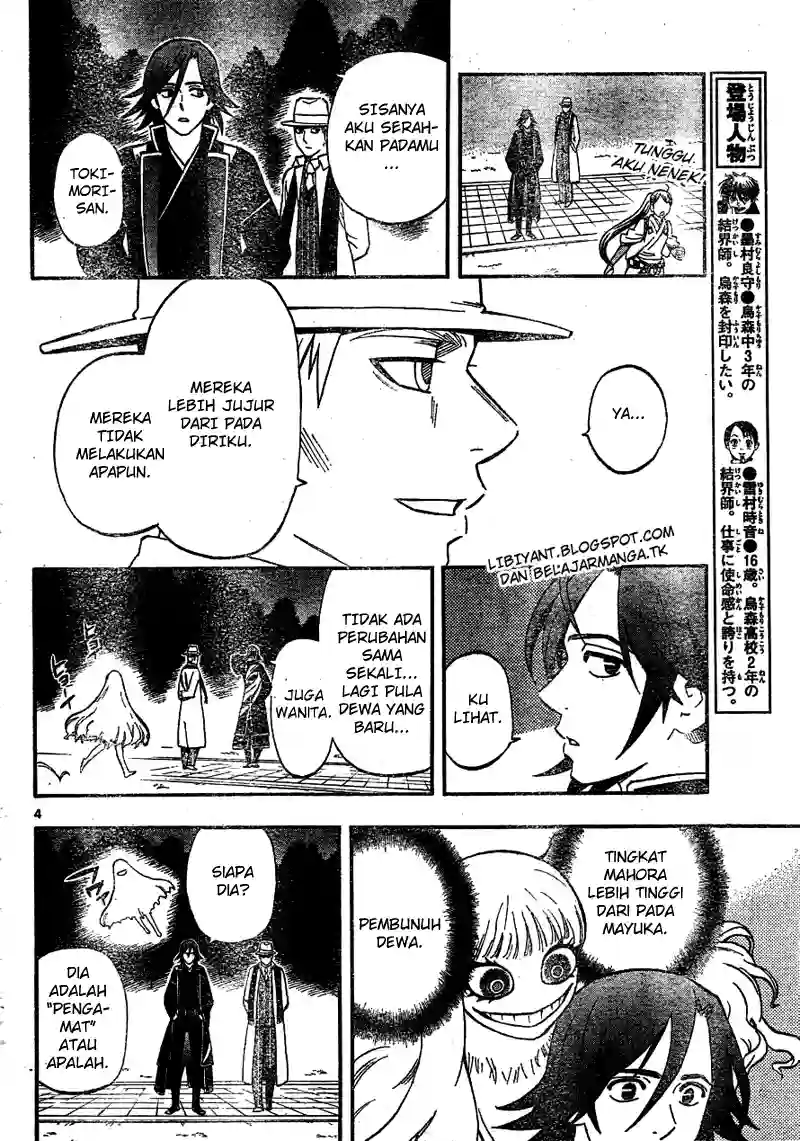 登場人物
●墨村良守●烏森中3年の
結界師。烏森を封印したい。
●雪村時音●16歳。烏森高校2年の
結界師。仕事に使命感と誇りを持つ。
TUNGGU
AKU NENEK!
SISANYA
AKU SERAH-
KAN PADAMU
...
TOKI-
MORI-
SAN.
YA...
MEREKA
LEBIH JUJUR
DARI PADA
DIRIKU.
MEREKA
TIDAK
MELAKUKAN
APAPUN.
LIBIYANT.BLOGSPOT.COM
DAN BELAJARMANGA.TK
KU
LIHAT.
TIDAK ADA
PERUBAHAN
SAMA
SEKALI...
LAGI PULA
DEWA YANG
BARU...
JUGA
WANITA.
4
TINGKAT
MAHORA
LEBIH TINGGI
DARI PADA
MAYUKA.
PEMBUNUH
DEWA.
SIAPA
DIA?
DIA
ADALAH
"PENGA-
MAT"
ATAU
APALAH.